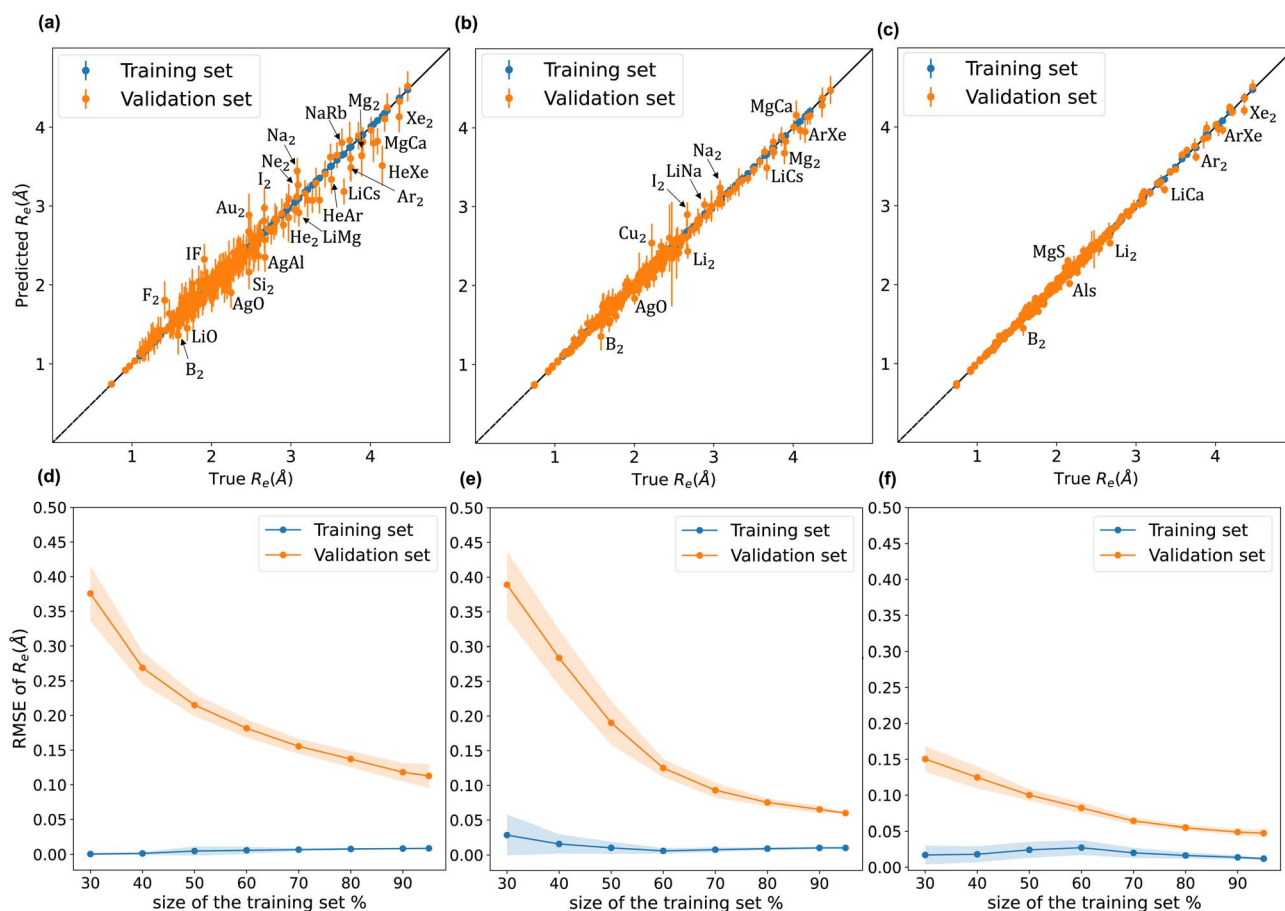 (a)
Training set
Validation set
Mg₂
NaRb
Na₂
Ne₂
I₂
Au₂
IF
F₂
Xe₂
MgCa
HeXe
Ar₂
LiCs
HeAr
LiMg
He₂
AgAl
Si₂
AgO
LiO
B₂
Predicted Rₑ(Å)
4
3
2
1
1
2
3
4
True Rₑ(Å)
(b)
Training set
Validation set
MgCa
Na₂
LiNa
I₂
Cu₂
ArXe
Mg₂
LiCs
Li₂
AgO
B₂
4
3
2
1
1
2
3
4
True Rₑ(Å)
(c)
Training set
Validation set
Xe₂
ArXe
Ar₂
LiCa
Li₂
MgS
Als
B₂
4
3
2
1
1
2
3
4
True Rₑ(Å)
(d)
Training set
Validation set
RMSE of Rₑ(Å)
0.50
0.45
0.40
0.35
0.30
0.25
0.20
0.15
0.10
0.05
0.00
30 40 50 60 70 80 90
size of the training set %
(e)
Training set
Validation set
0.50
0.45
0.40
0.35
0.30
0.25
0.20
0.15
0.10
0.05
0.00
30 40 50 60 70 80 90
size of the training set %
(f)
Training set
Validation set
0.50
0.45
0.40
0.35
0.30
0.25
0.20
0.15
0.10
0.05
0.00
30 40 50 60 70 80 90
size of the training set %